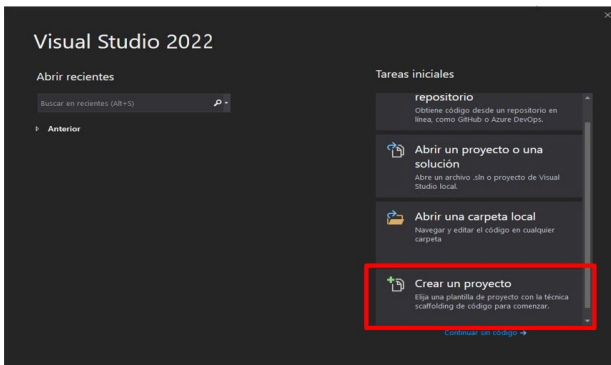 Visual Studio 2022
Abrir recientes
Buscar en recientes (Alt+S)
Anterior
Tareas iniciales
repositorio
Obtiene código desde un repositorio en
línea, como GitHub o Azure DevOps.
Abrir un proyecto o una
solución
Abre un archivo .sln o proyecto de Visual
Studio local.
Abrir una carpeta local
Navegar y editar el código en cualquier
carpeta
Crear un proyecto
Elija una plantilla de proyecto con la técnica
scaffolding de código para comenzar.
Continuar sin código →